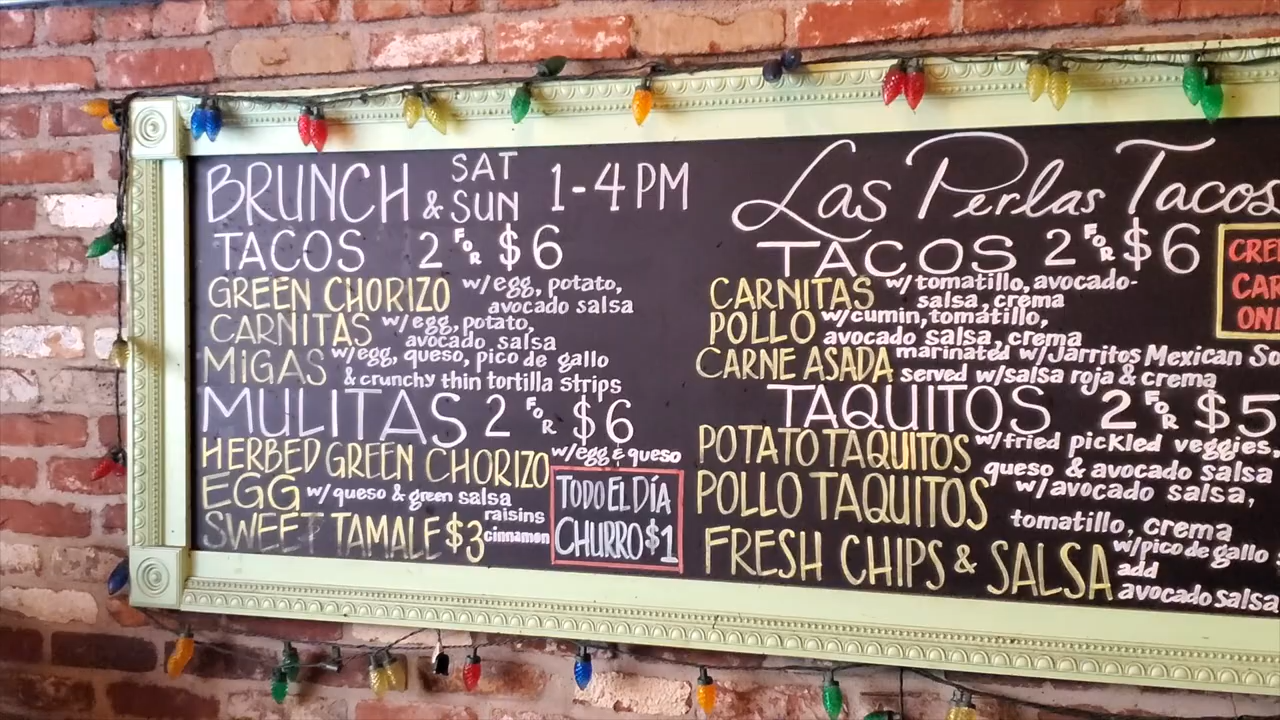 BRUNCH & SAT SUN 1-4 PM
TACOS 2 FOR $6
GREEN CHORIZO w/egg, potato,
avocado salsa
CARNITAS w/egg, potato,
avocado salsa
MIGAS w/egg, queso, pico de gallo
& crunchy thin tortilla strips
MULITAS 2 FOR $6
HERBED GREEN CHORIZO w/egg & queso
EGG w/queso & green salsa
SWEET TAMALE $3 raisins
cinnamon
TODO EL DÍA
CHURRO $1
Las Perlas Tacos
TACOS 2 FOR $6
CARNITAS w/tomatillo, avocado-
salsa, crema
POLLO w/cumin, tomatillo,
avocado salsa, crema
CARNE ASADA marinated w/Jarritos Mexican
served w/salsa roja & crema
TAQUITOS 2 FOR $5
POTATO TAQUITOS w/fried pickled veggies,
queso & avocado salsa
POLLO TAQUITOS w/avocado salsa,
tomatillo, crema
FRESH CHIPS & SALSA w/pico de gallo
add
avocado salsa